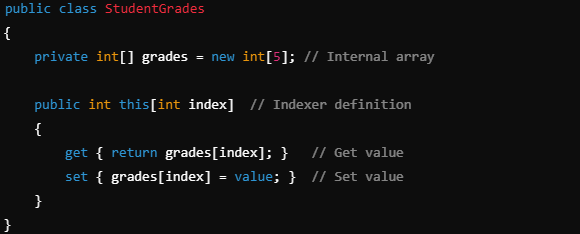 public class StudentGrades
{
    private int[] grades = new int[5]; // Internal array

    public int this[int index]  // Indexer definition
    {
        get { return grades[index]; }   // Get value
        set { grades[index] = value; }  // Set value
    }
}